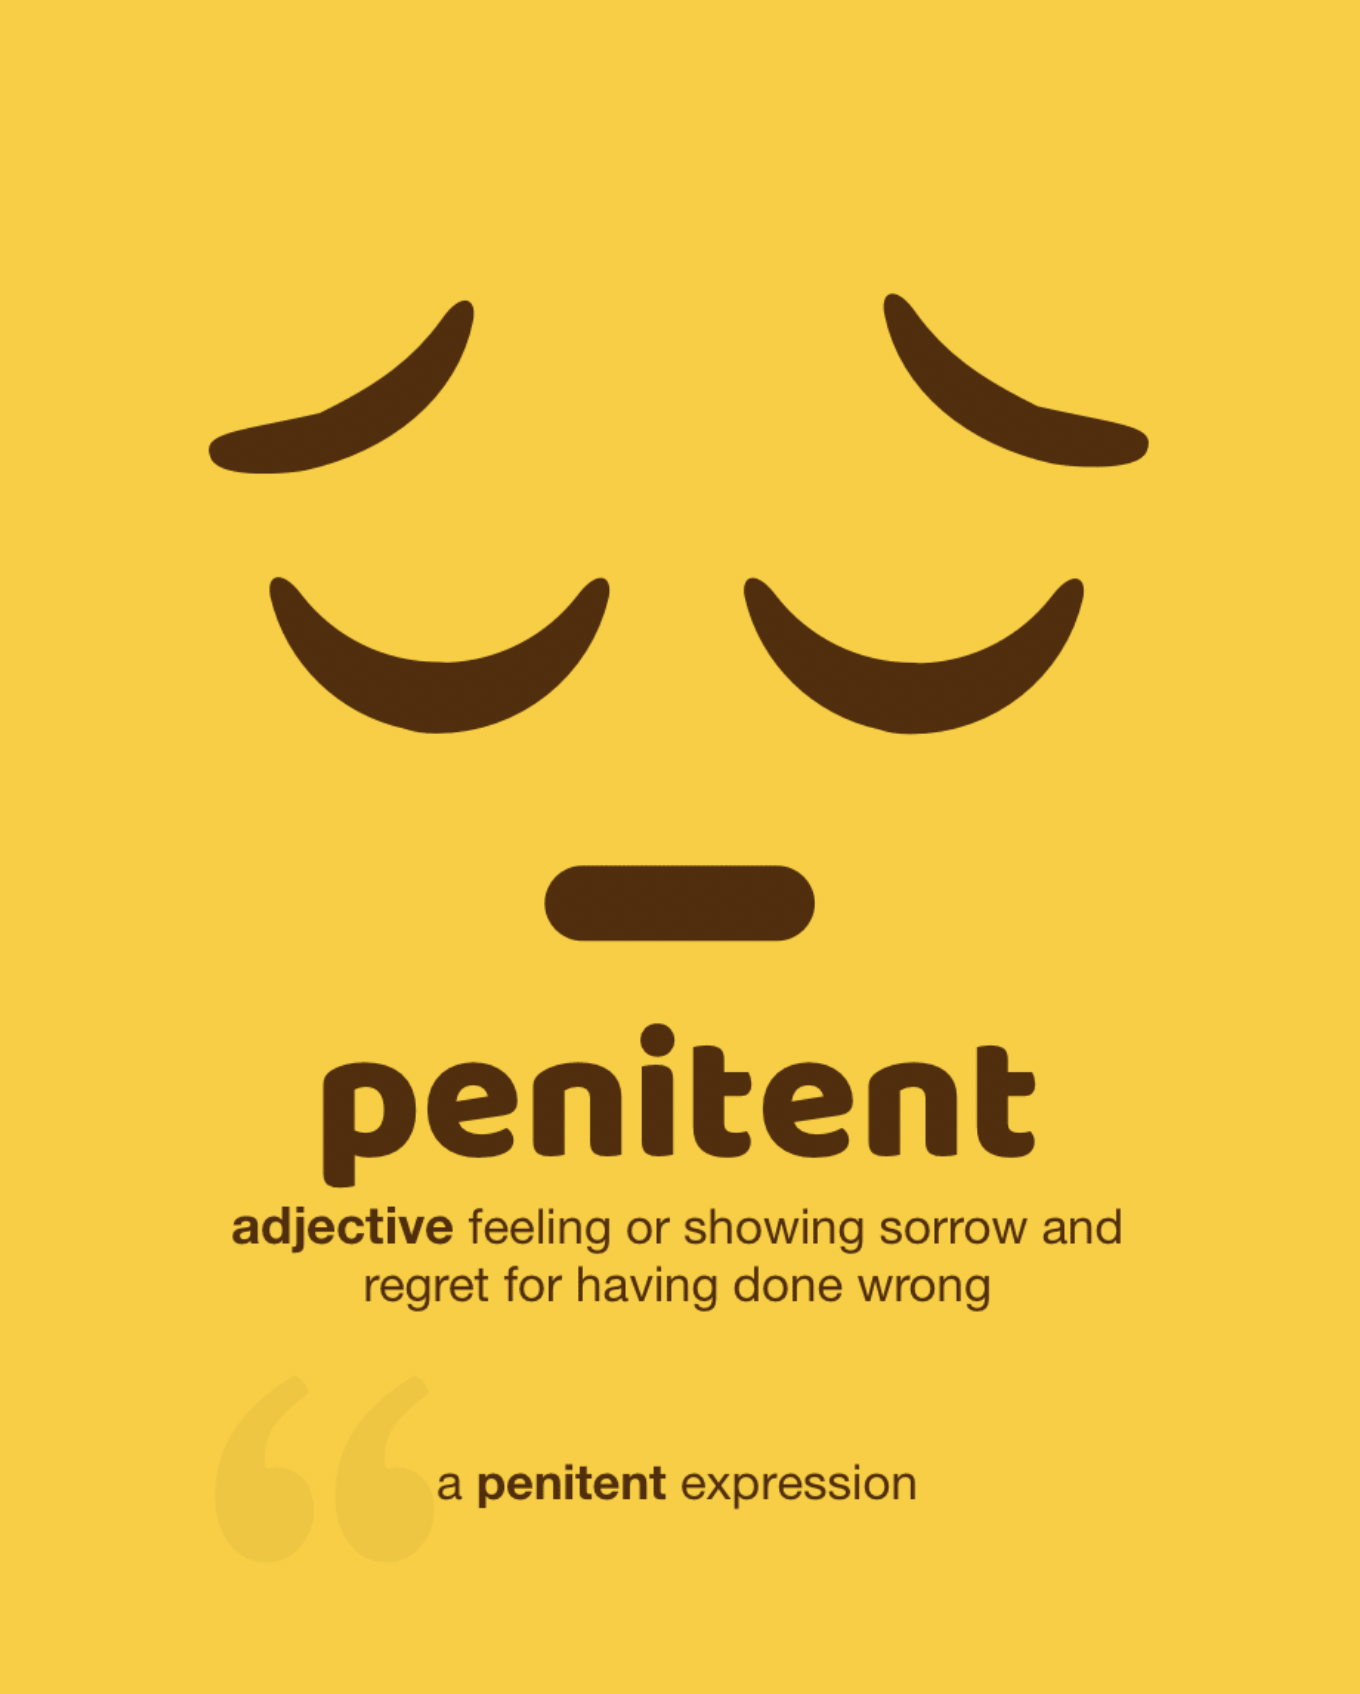 penitent
adjective feeling or showing sorrow and
regret for having done wrong
“
a penitent expression